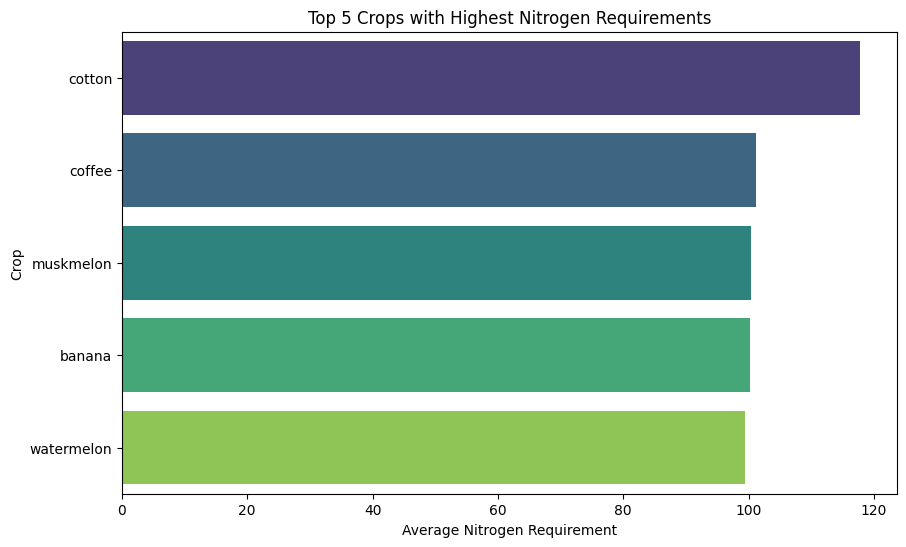 Top 5 Crops with Highest Nitrogen Requirements
Crop
cotton
coffee
muskmelon
banana
watermelon
0 20 40 60 80 100 120
Average Nitrogen Requirement